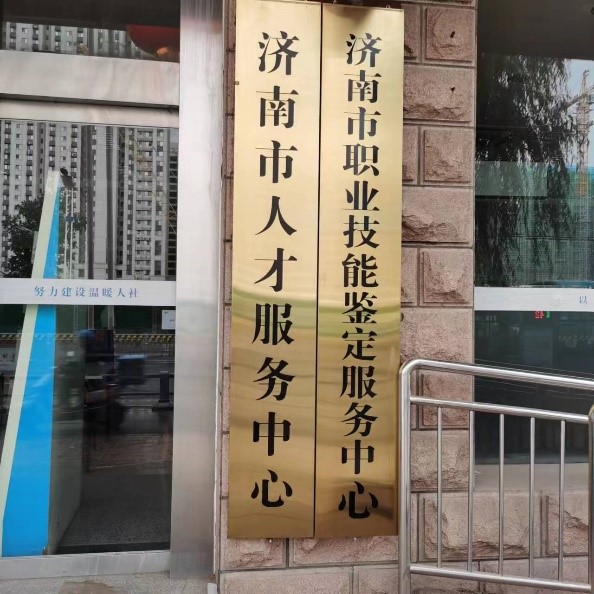 济南市人才服务中心
济南市职业技能鉴定服务中心
努力建设温暖人社
以